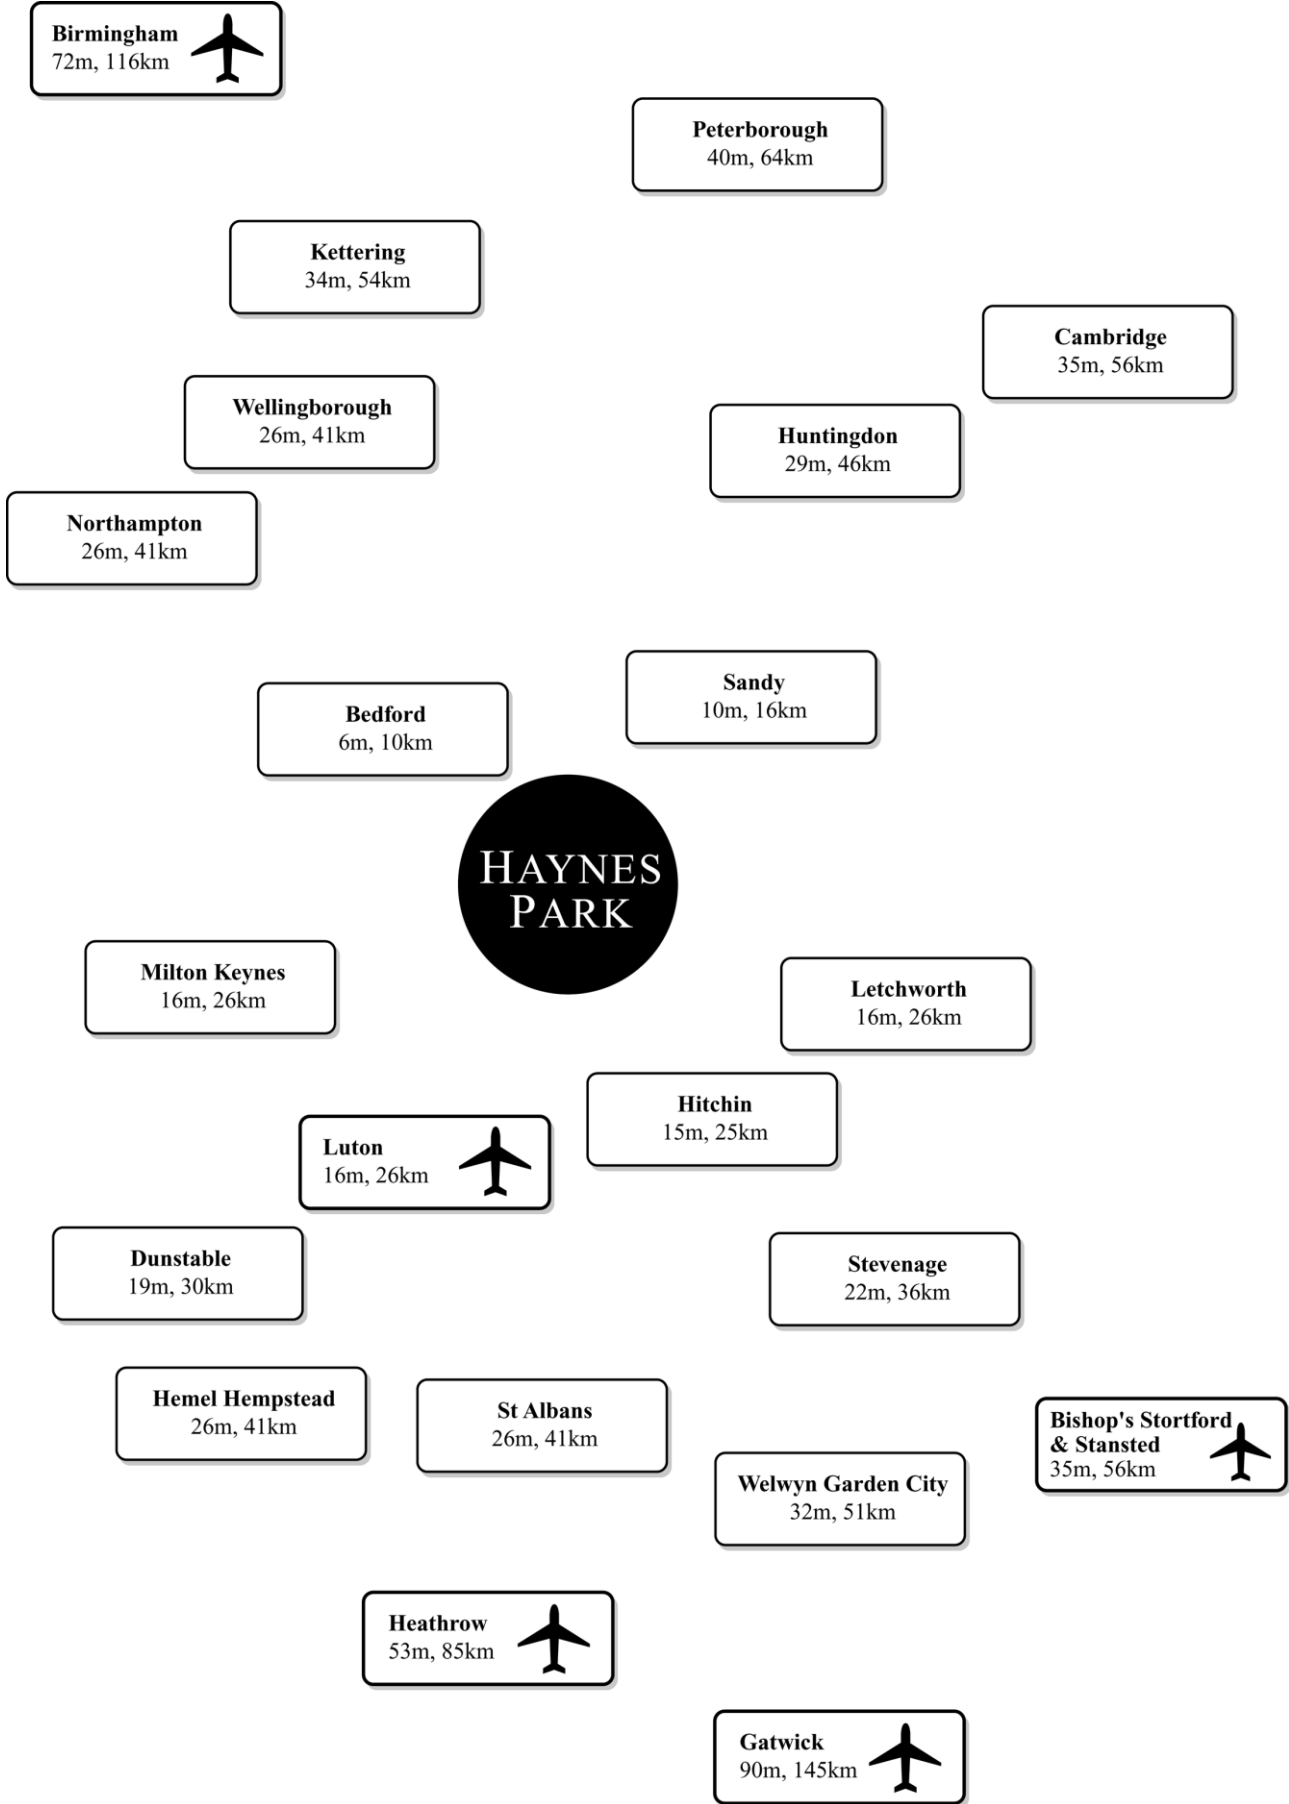 Birmingham
72m, 116km
Peterborough
40m, 64km
Kettering
34m, 54km
Cambridge
35m, 56km
Wellingborough
26m, 41km
Huntingdon
29m, 46km
Northampton
26m, 41km
Sandy
10m, 16km
Bedford
6m, 10km
HAYNES
PARK
Milton Keynes
16m, 26km
Letchworth
16m, 26km
Hitchin
15m, 25km
Luton
16m, 26km
Dunstable
19m, 30km
Stevenage
22m, 36km
Hemel Hempstead
26m, 41km
St Albans
26m, 41km
Bishop's Stortford
& Stansted
35m, 56km
Welwyn Garden City
32m, 51km
Heathrow
53m, 85km
Gatwick
90m, 145km